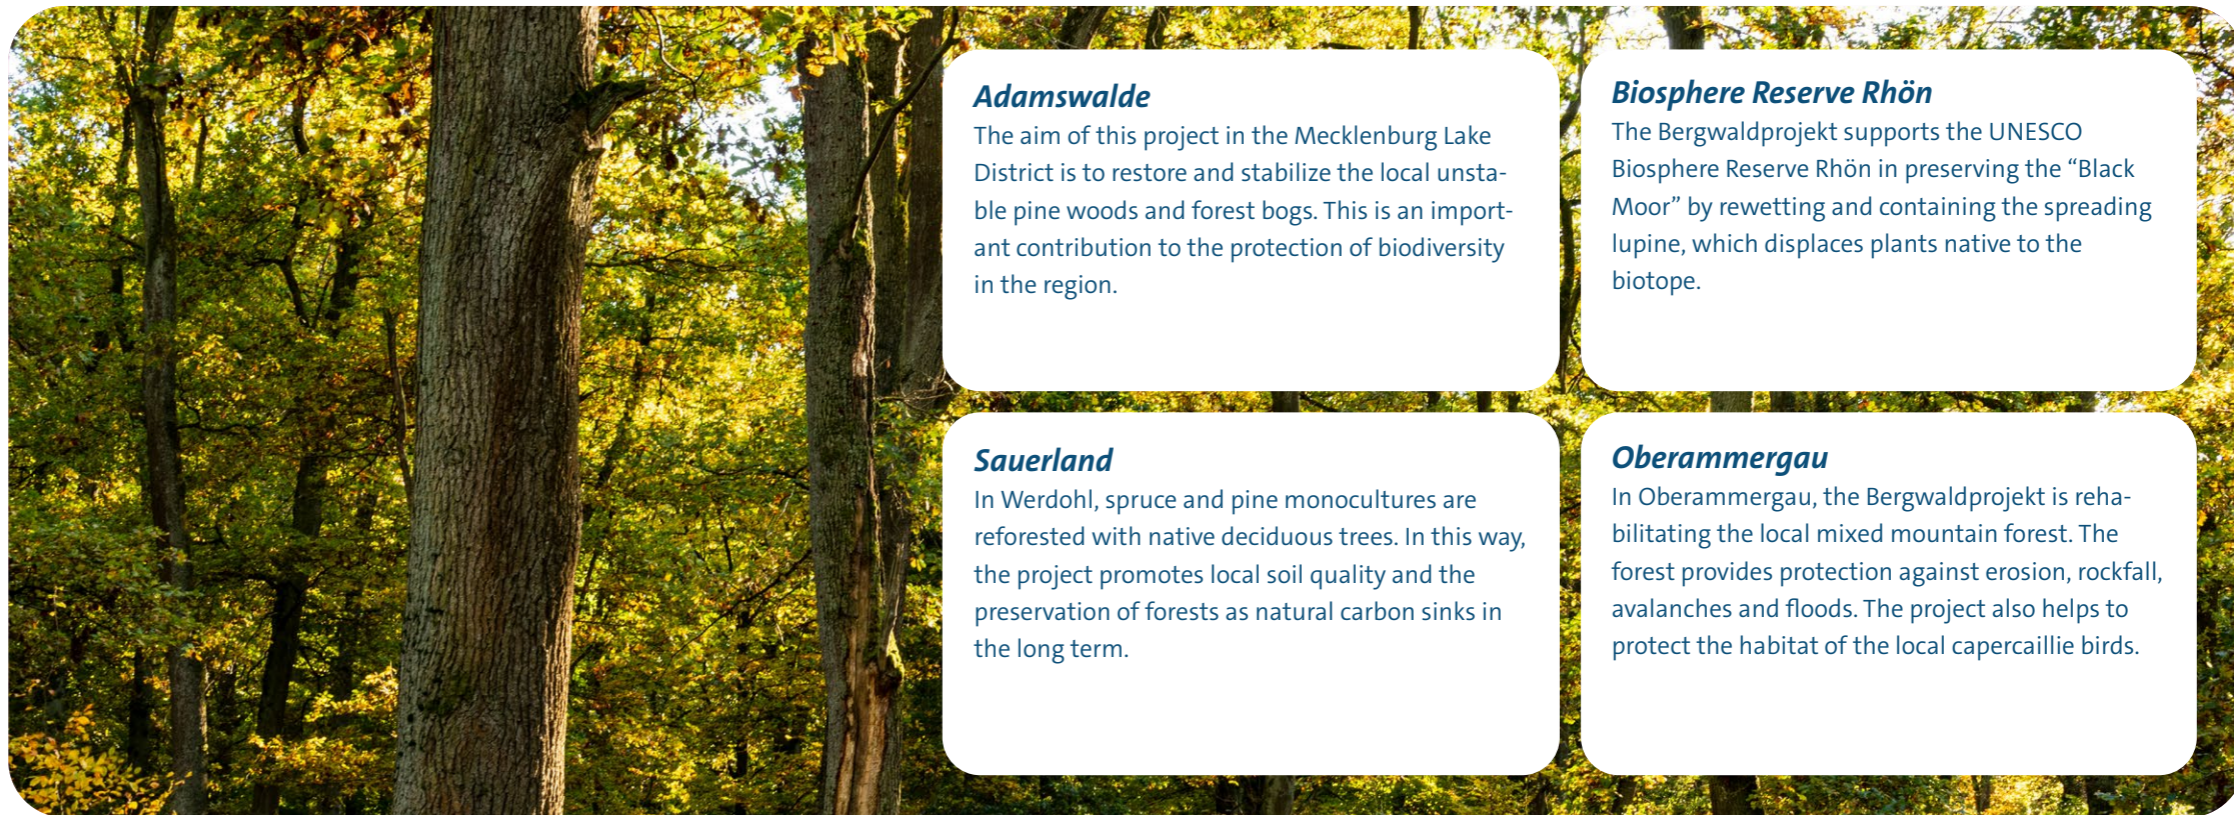 Adamswalde
The aim of this project in the Mecklenburg Lake
District is to restore and stabilize the local unsta-
ble pine woods and forest bogs. This is an import-
ant contribution to the protection of biodiversity
in the region.
Biosphere Reserve Rhön
The Bergwaldprojekt supports the UNESCO
Biosphere Reserve Rhön in preserving the “Black
Moor” by rewetting and containing the spreading
lupine, which displaces plants native to the
biotope.
Sauerland
In Werdohl, spruce and pine monocultures are
reforested with native deciduous trees. In this way,
the project promotes local soil quality and the
preservation of forests as natural carbon sinks in
the long term.
Oberammergau
In Oberammergau, the Bergwaldprojekt is reha-
bilitating the local mixed mountain forest. The
forest provides protection against erosion, rockfall,
avalanches and floods. The project also helps to
protect the habitat of the local capercaillie birds.